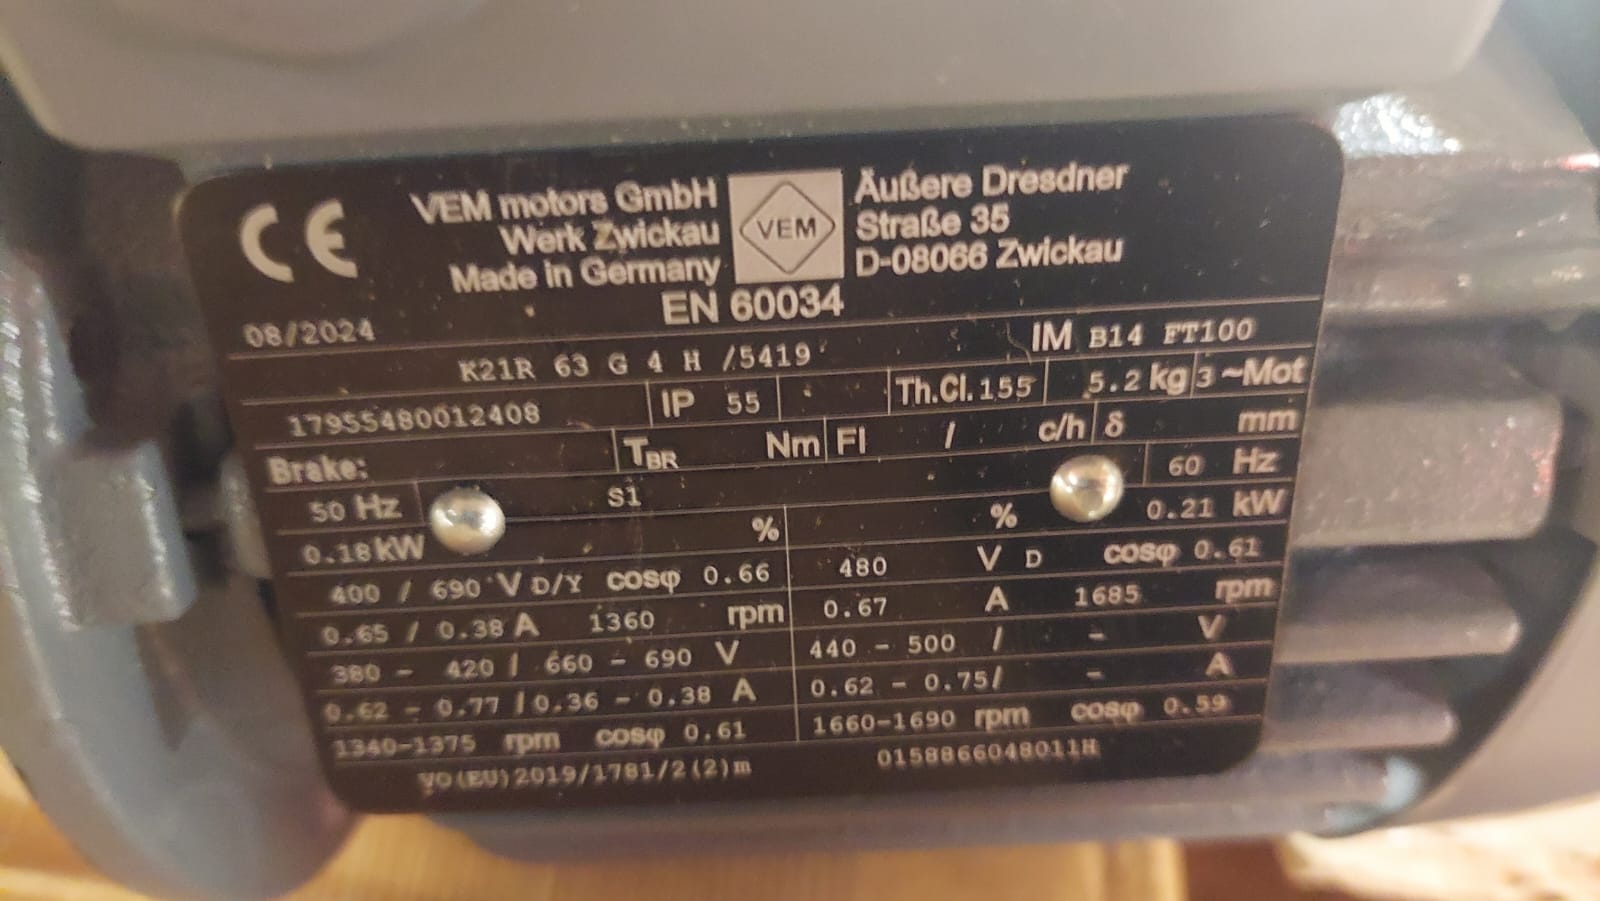 CE
VEM motors GmbH
Werk Zwickau
Made in Germany
VEM
Äußere Dresdner
Straße 35
D-08066 Zwickau
EN 60034
08/2024
K21R 63 G 4 H /5419 IM B14 FT100
17955480012408 IP 55 Th.Cl. 155 5.2 kg 3 ~Mot
Brake: TBR Nm Fl / c/h δ mm
50 Hz S1 60 Hz
0.18 kW % % 0.21 kW
400 / 690 V D/Y cosφ 0.66 480 V D cosφ 0.61
0.65 / 0.38 A 1360 rpm 0.67 A 1685 rpm
380 - 420 / 660 - 690 V 440 - 500 / - V
0.62 - 0.77 / 0.36 - 0.38 A 0.62 - 0.75/ - A
1340-1375 rpm cosφ 0.61 1660-1690 rpm cosφ 0.59
VO(EU)2019/1781/2(2)m 0158866048011H